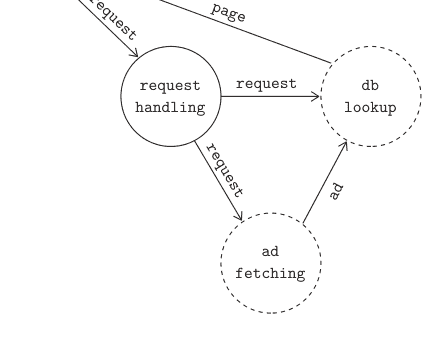 request
page
request
handling
request
db
lookup
request
ad
ad
fetching